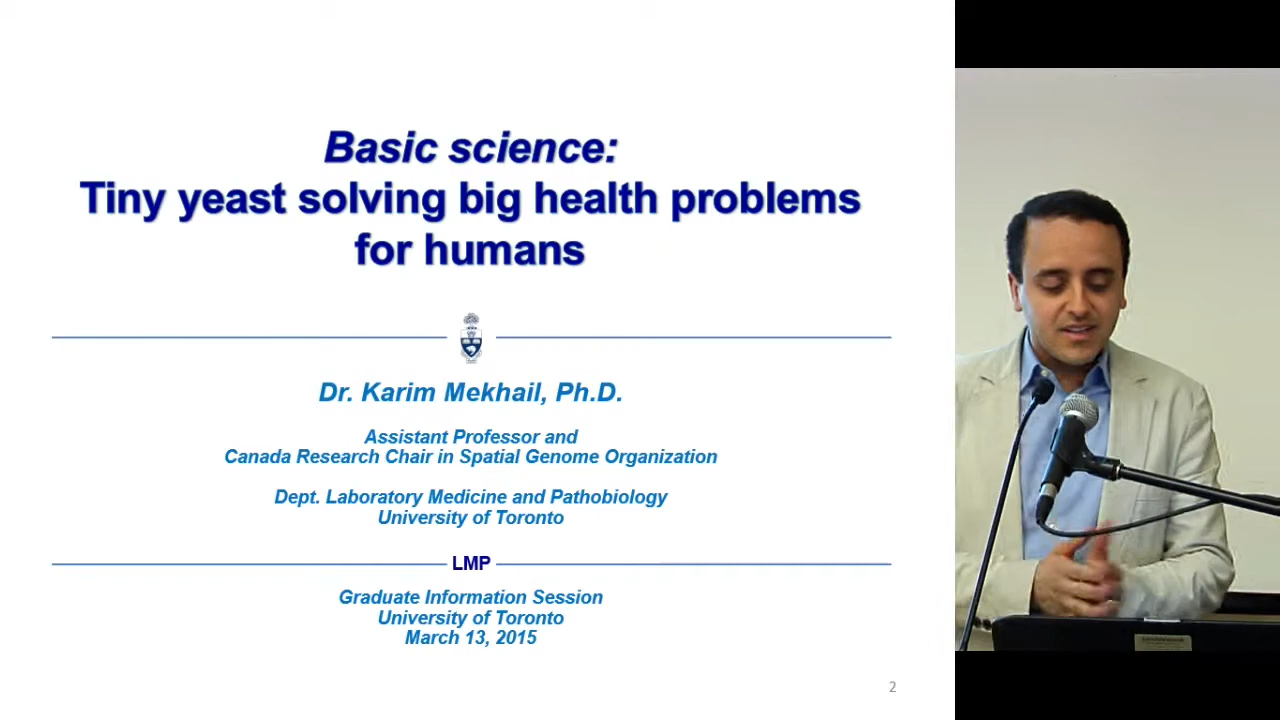 Basic science:
Tiny yeast solving big health problems
for humans
Dr. Karim Mekhail, Ph.D.
Assistant Professor and
Canada Research Chair in Spatial Genome Organization
Dept. Laboratory Medicine and Pathobiology
University of Toronto
LMP
Graduate Information Session
University of Toronto
March 13, 2015
2